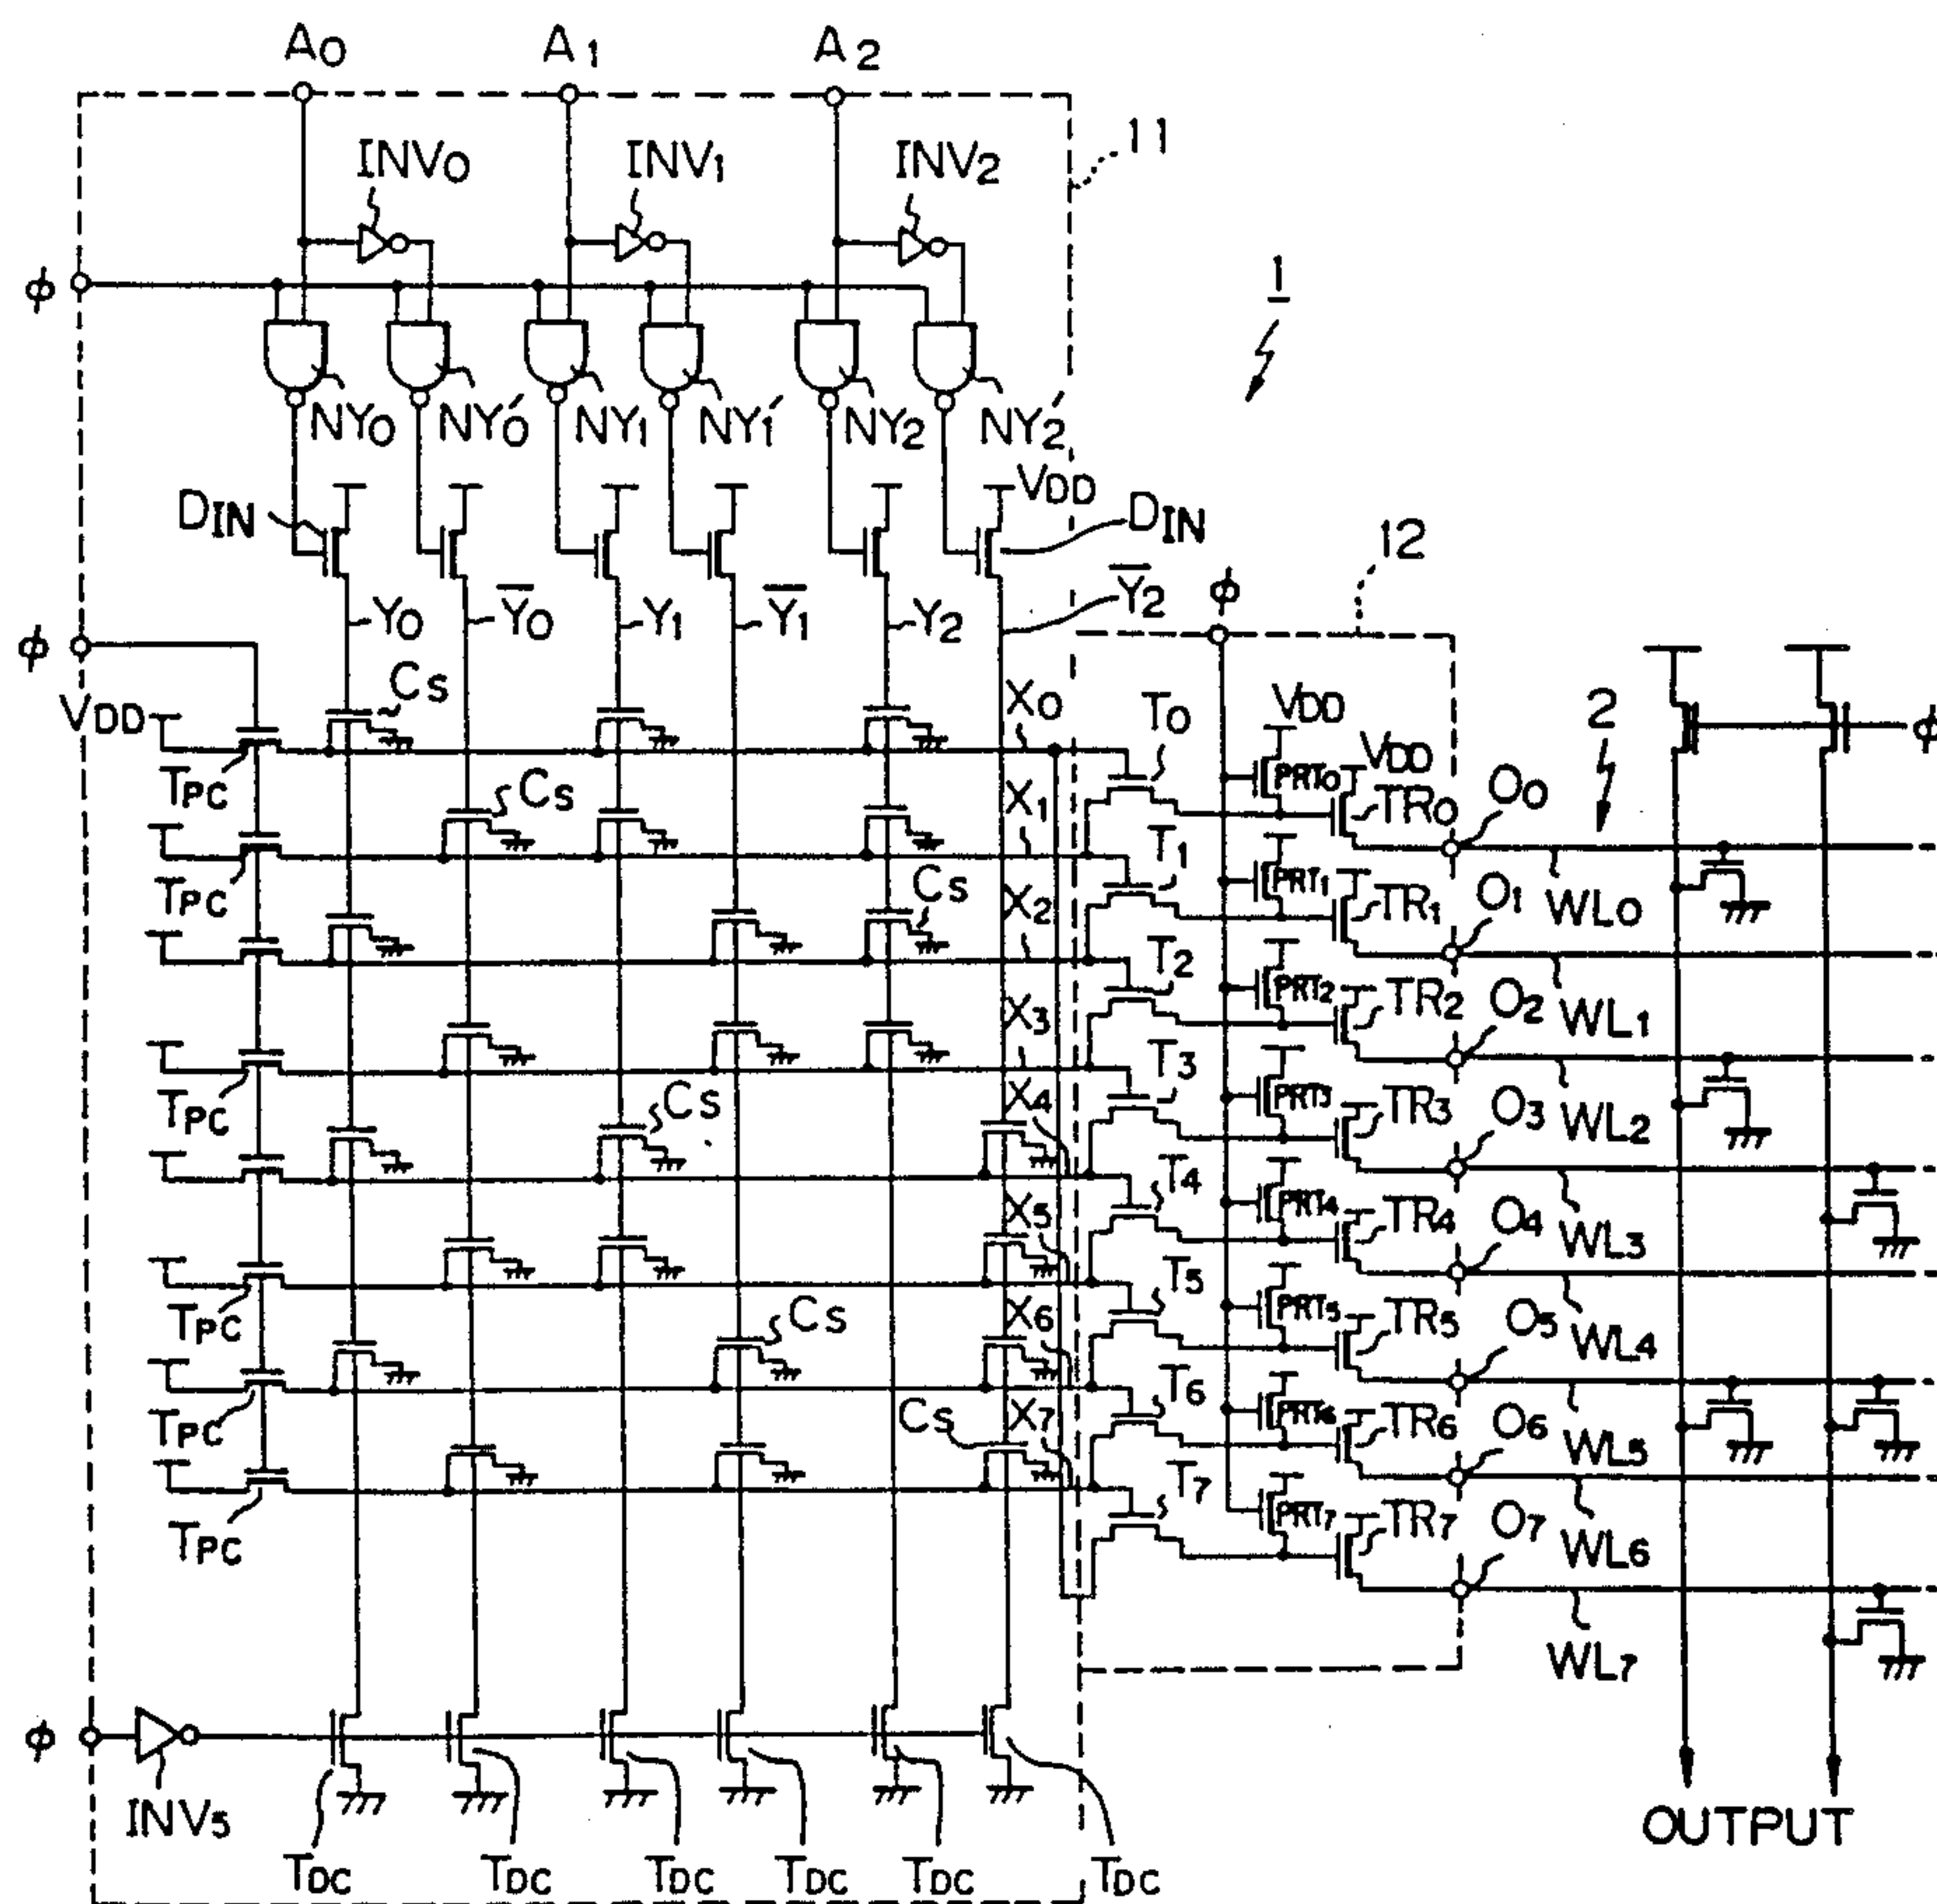 A0 A1 A2
11
INV0 INV1 INV2
ϕ
1
NY0 NY0′ NY1 NY1′ NY2 NY2′
VDD
DIN DIN
12
Y0 Y̅0 Y1 Y̅1 Y2 Y̅2
ϕ
ϕ
VDD Cs X0 T0 VDD 2 ϕ
PRT0 VDD
TPC Cs X1 TR0 O0
T1
PRT1
TPC Cs X2 TR1 O1 WL0
T2
PRT2
X3 TR2 O2 WL1
T3
PRT3
TPC Cs X4 TR3 O3 WL2
T4
PRT4
X5 TR4 O4 WL3
T5
PRT5
TPC Cs X6 TR5 O5 WL4
T6
PRT6
TPC Cs X7 TR6 O6 WL5
T7
PRT7
TPC TR7 O7 WL6
WL7
ϕ
INV5
OUTPUT
TDC TDC TDC TDC TDC TDC